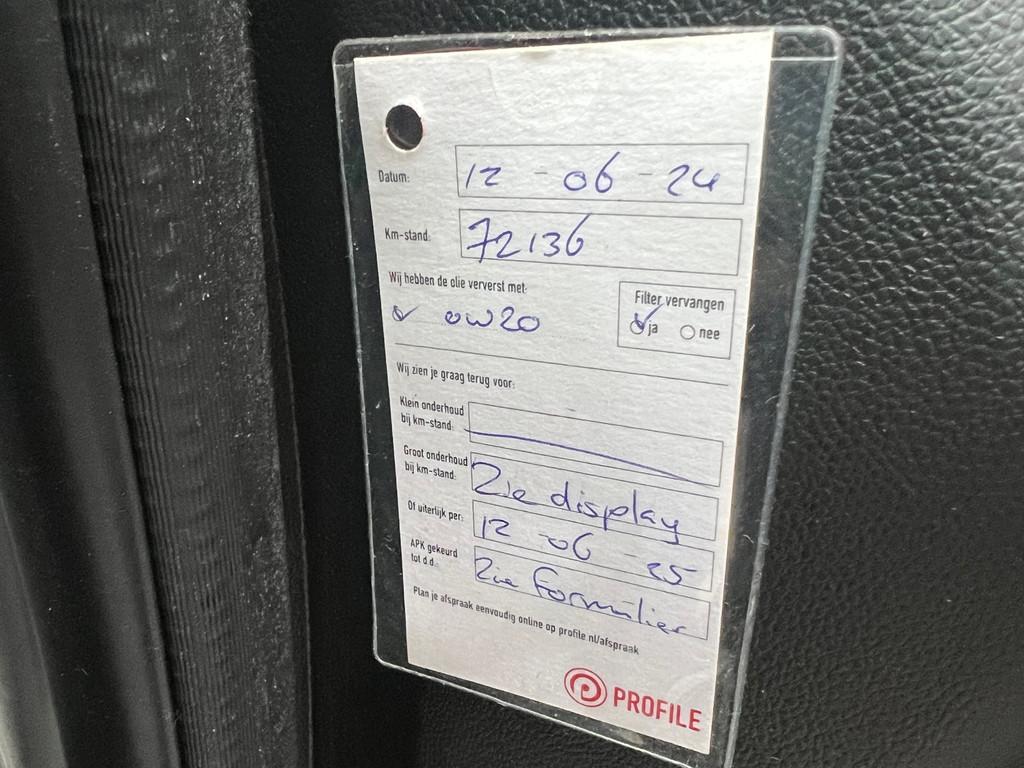 Datum: 12 - 06 - 24
Km-stand: 72136
Wij hebben de olie ververst met:
0W20
Filter vervangen
ja nee
Wij zien je graag terug voor:
Klein onderhoud
bij km-stand:
Groot onderhoud
bij km-stand: Zie display
Of uiterlijk per: 12 06 - 25
APK gekeurd
tot d.d.: Zie formulier
Plan je afspraak eenvoudig online op profile.nl/afspraak
PROFILE